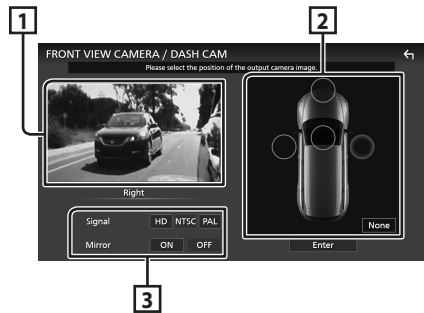 1
2
FRONT VIEW CAMERA / DASH CAM
Please select the position of the output camera image.
Right
Signal HD NTSC PAL
Mirror ON OFF
None
Enter
3